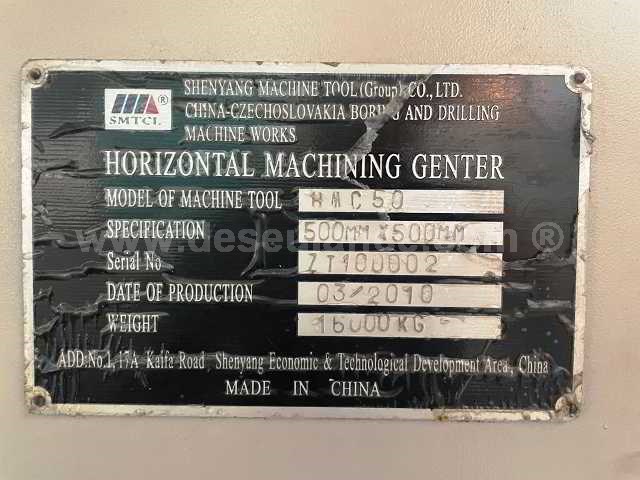 SMTCL ®
SHENYANG MACHINE TOOL (Group) CO., LTD.
CHINA-CZECHOSLOVAKIA BORING AND DRILLING
MACHINE WORKS
HORIZONTAL MACHINING GENTER
MODEL OF MACHINE TOOL HMC50
SPECIFICATION 500MM X 500MM
Serial No ZT100002
DATE OF PRODUCTION 03/2010
WEIGHT 16000KG
ADD:No.1, 17A Kaifa Road, Shenyang Economic & Technological Development Area, China
MADE IN CHINA